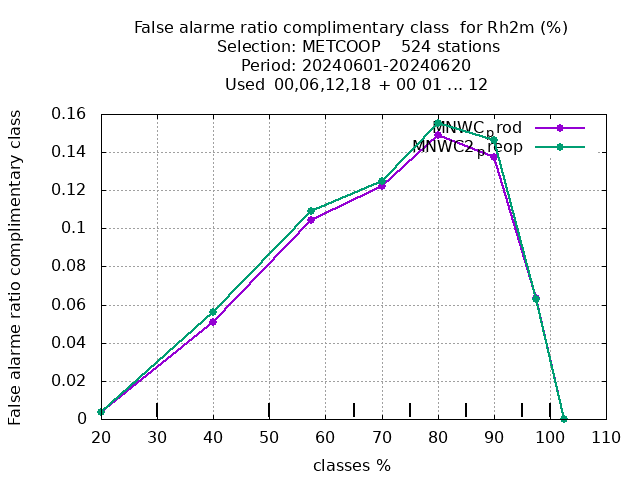 False alarme ratio complimentary class  for Rh2m (%)
Selection: METCOOP    524 stations
Period: 20240601-20240620
Used  00,06,12,18 + 00 01 ... 12
False alarme ratio complimentary class
0.16
0.14
0.12
0.1
0.08
0.06
0.04
0.02
0
MNWC_prod
MNWC2_preop
20 30 40 50 60 70 80 90 100 110
classes %